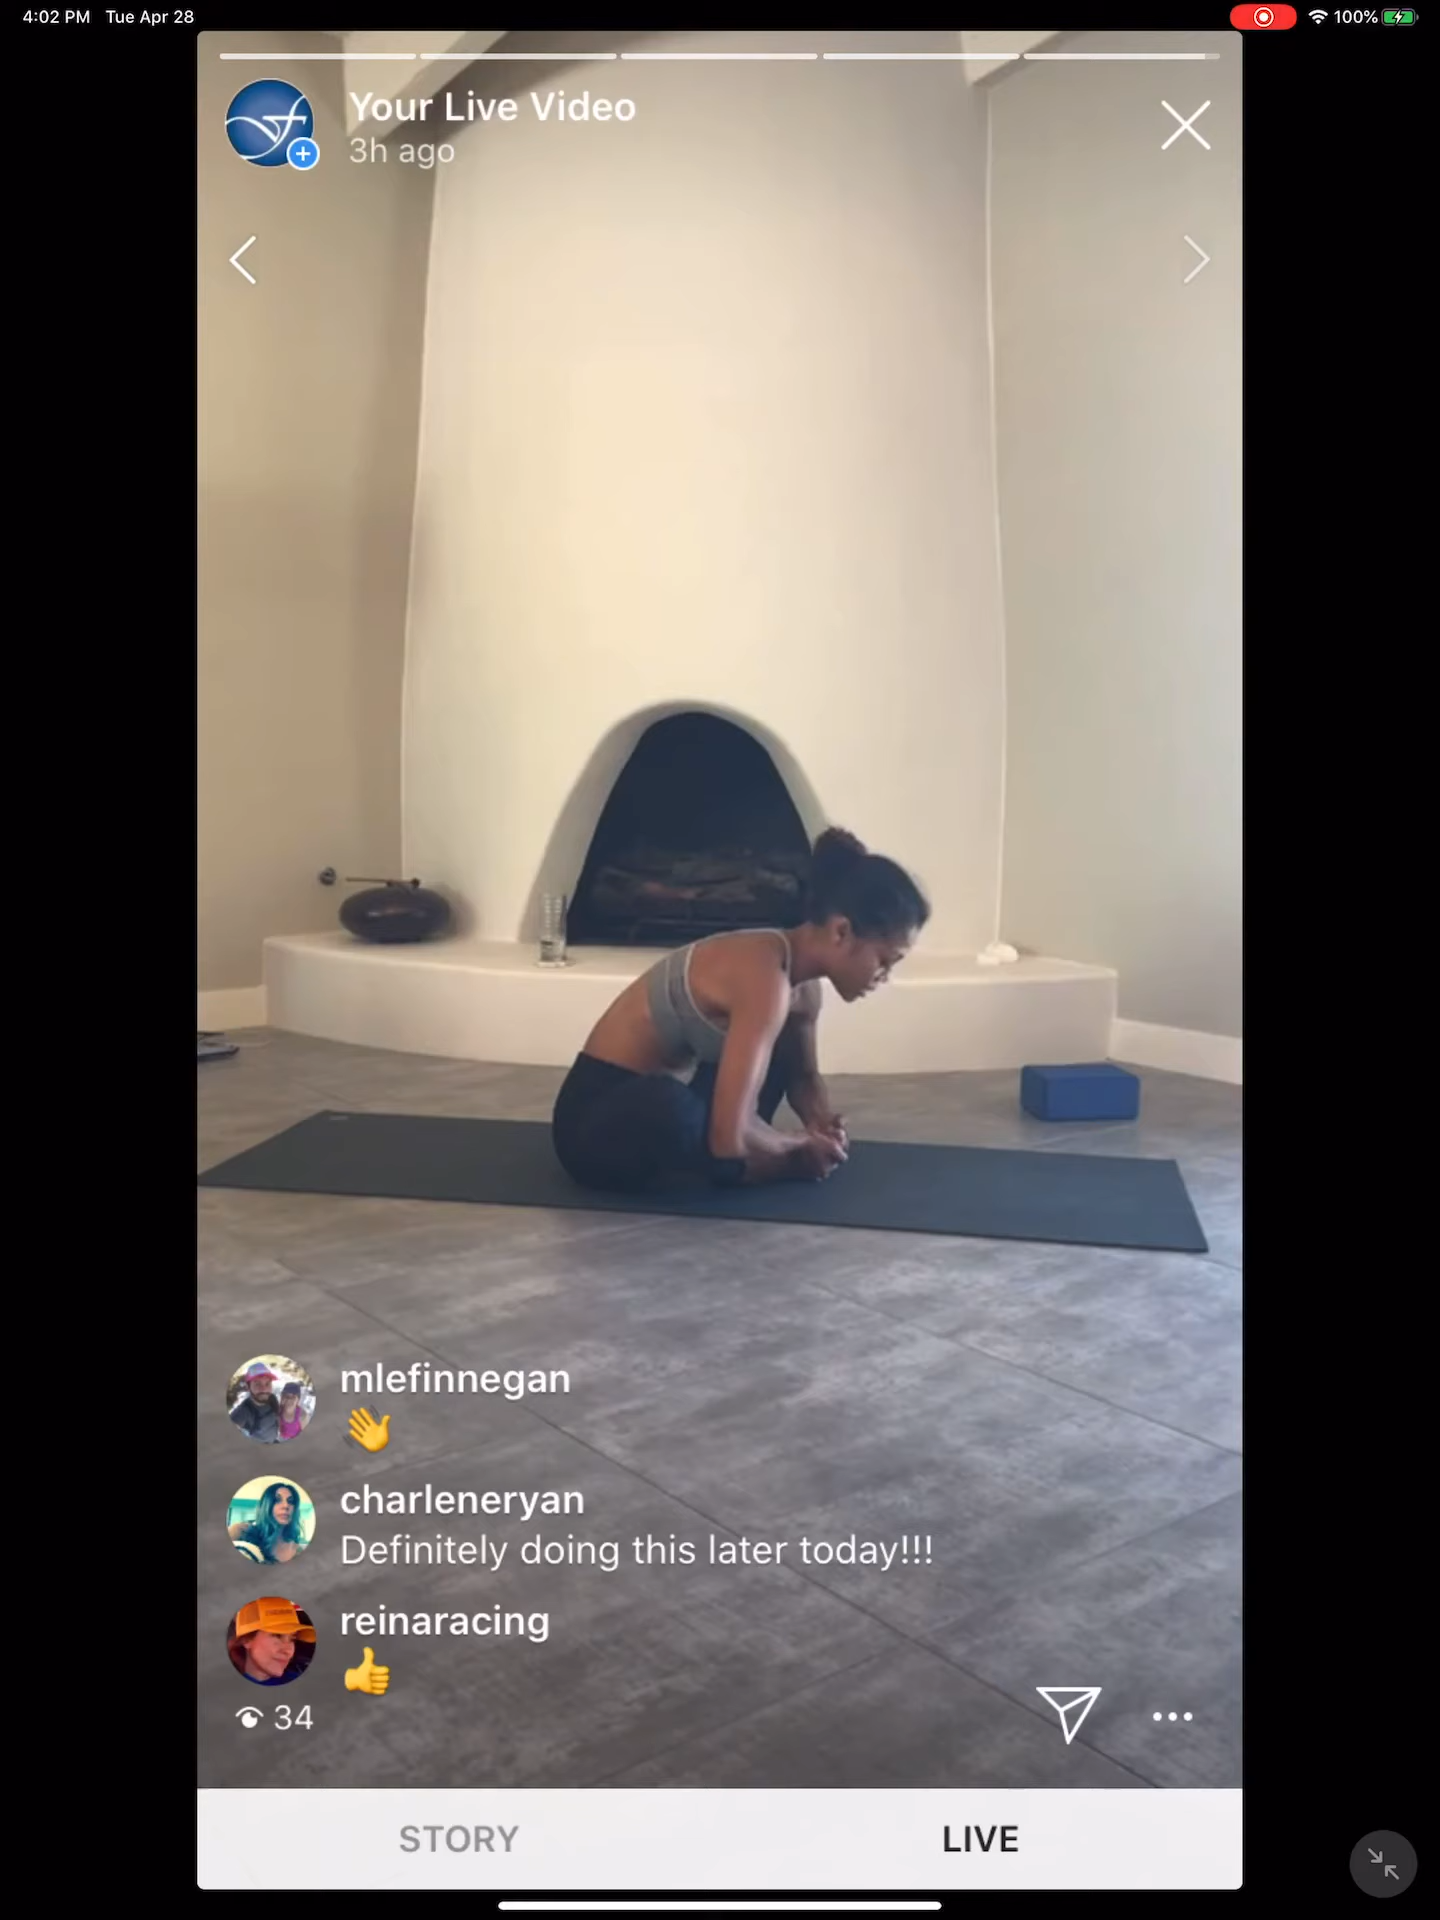 4:02 PM Tue Apr 28
100%
Your Live Video
3h ago
mlefinnegan
👋
charleneryan
Definitely doing this later today!!!
reinaracing
👍
34
STORY LIVE